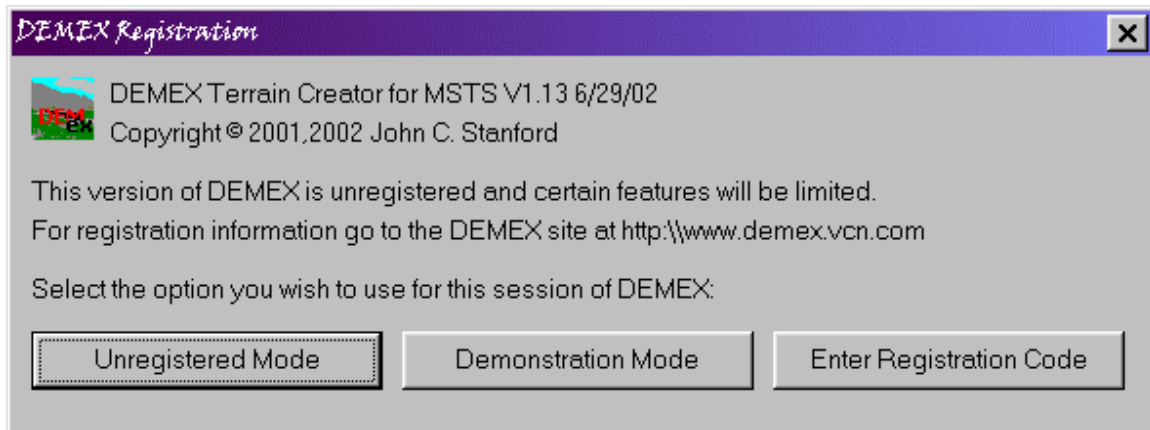 DEMEX Registration
DEM
ex
DEMEX Terrain Creator for MSTS V1.13 6/29/02
Copyright © 2001,2002 John C. Stanford
This version of DEMEX is unregistered and certain features will be limited.
For registration information go to the DEMEX site at http:\\www.demex.vcn.com
Select the option you wish to use for this session of DEMEX:
Unregistered Mode
Demonstration Mode
Enter Registration Code